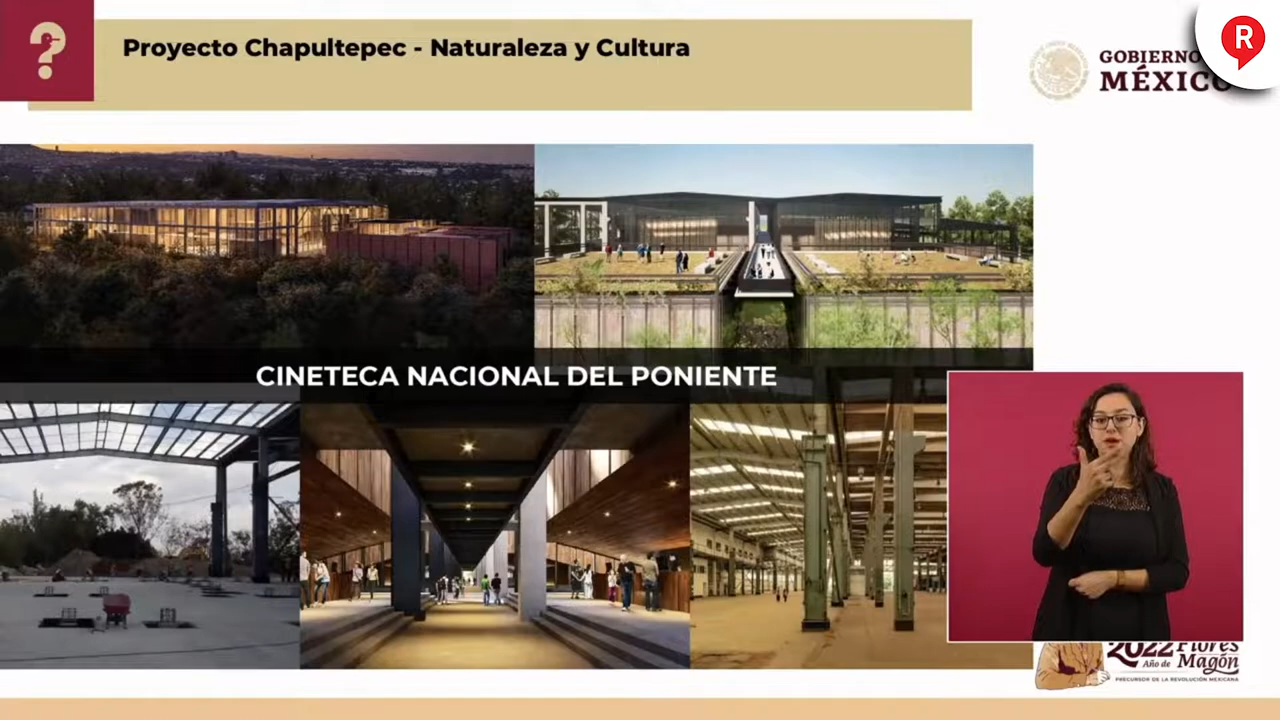 Proyecto Chapultepec - Naturaleza y Cultura
GOBIERNO
MÉXICO
R
CINETECA NACIONAL DEL PONIENTE
2022 Flores
Año de Magón
PRECURSOR DE LA REVOLUCIÓN MEXICANA